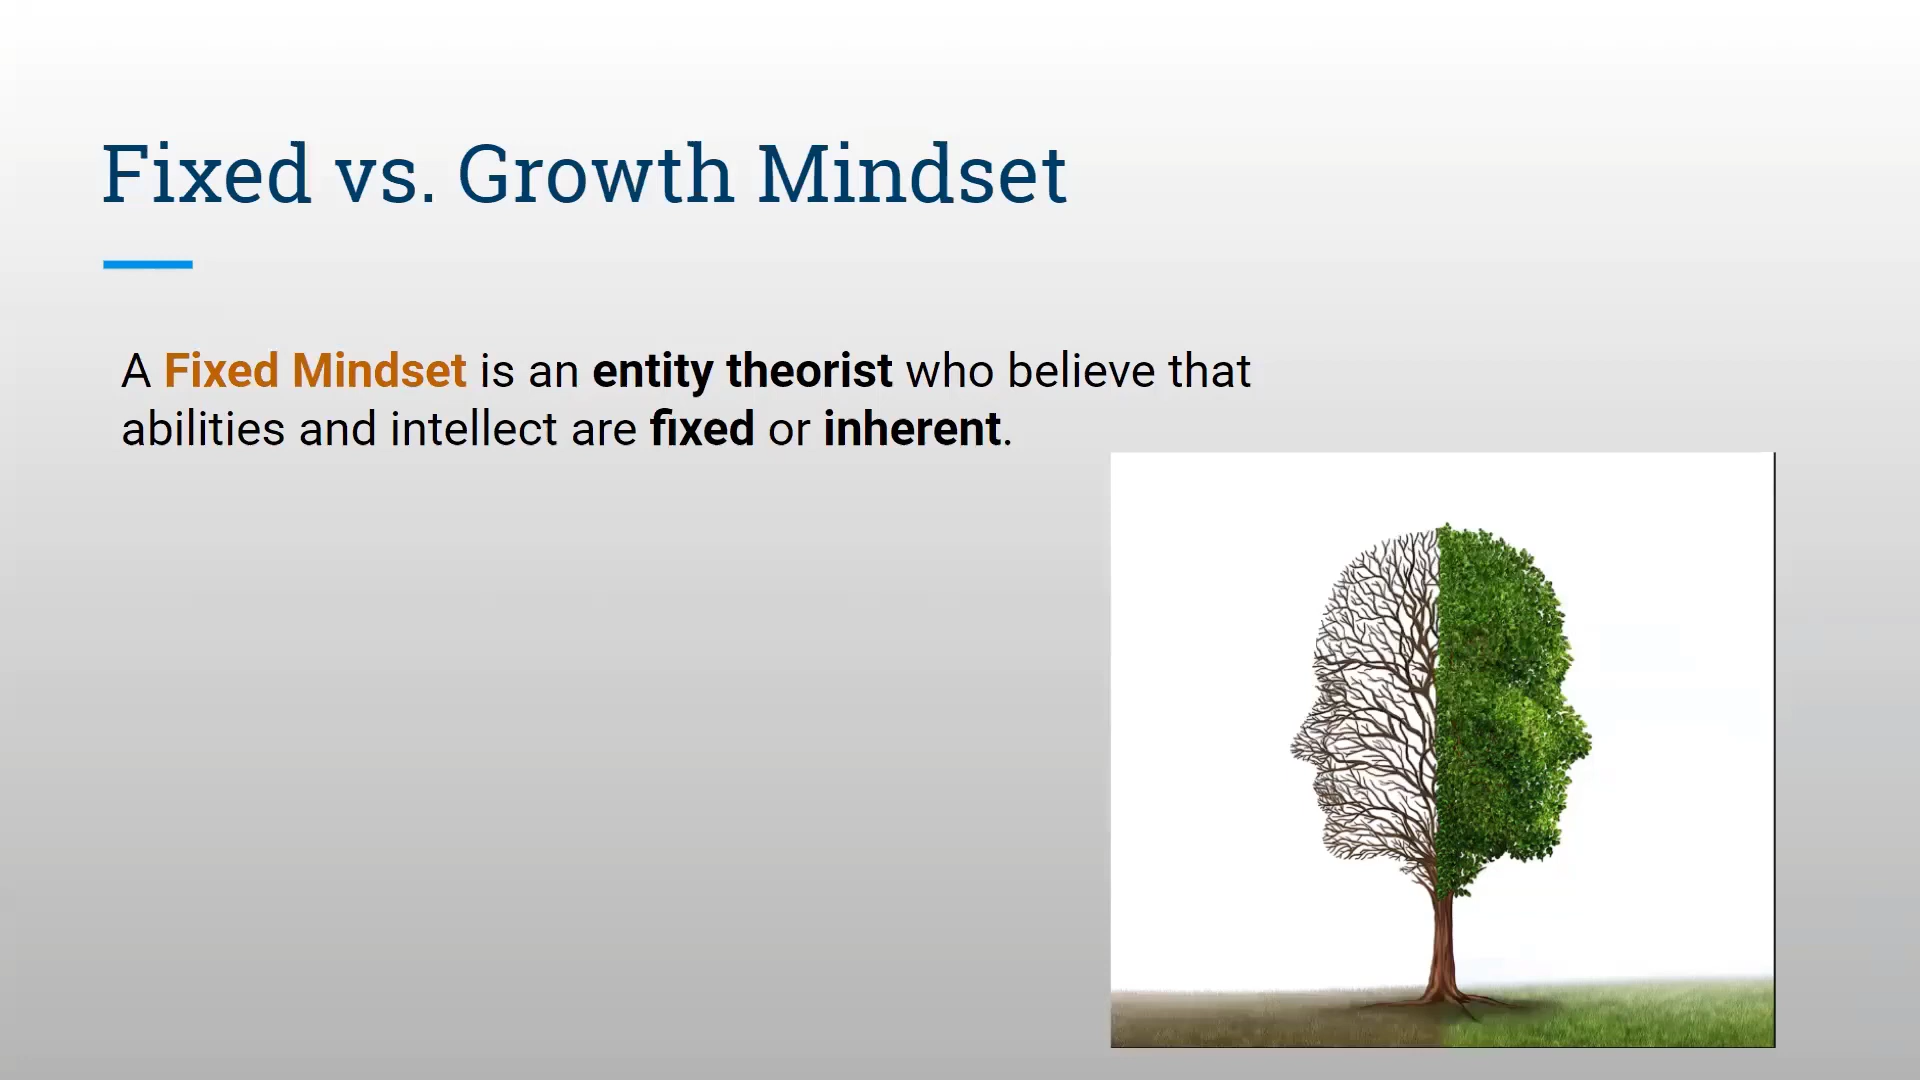 Fixed vs. Growth Mindset
A Fixed Mindset is an entity theorist who believe that
abilities and intellect are fixed or inherent.